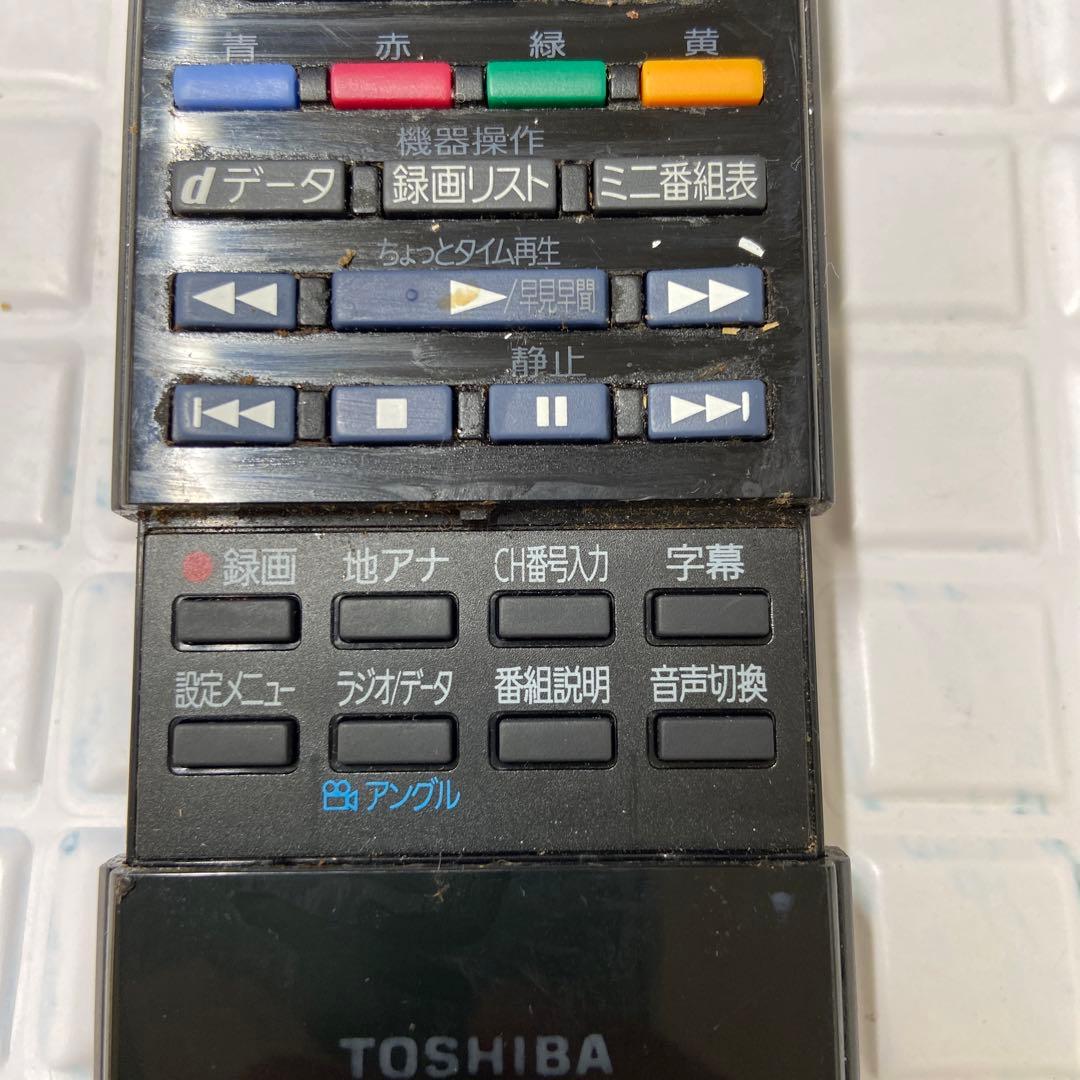 青 赤 緑 黄
機器操作
dデータ 録画リスト ミニ番組表
ちょっとタイム再生
/早見早聞
静止
録画 地アナ CH番号入力 字幕
設定メニュー ラジオ/データ 番組説明 音声切換
アングル
TOSHIBA